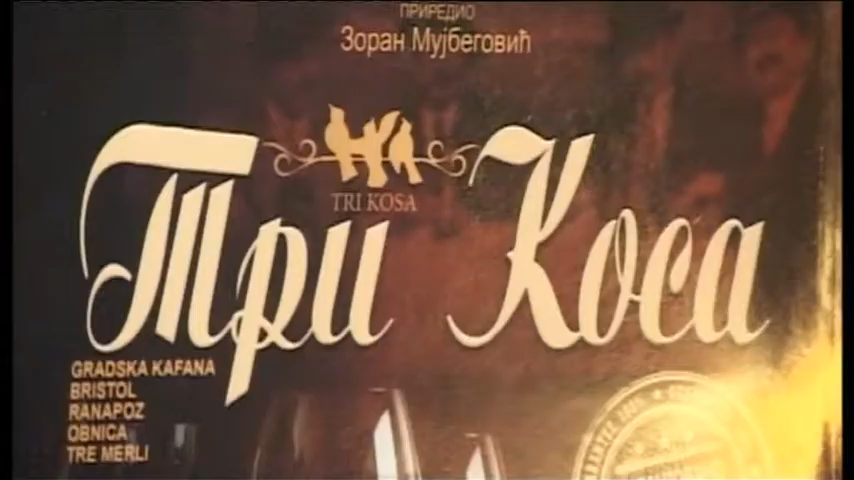 ПРИРЕДИО
Зоран Мујбеговић
TRI KOSA
Три Коса
GRADSKA KAFANA
BRISTOL
RANAPOZ
OBNICA
TRE MERLI